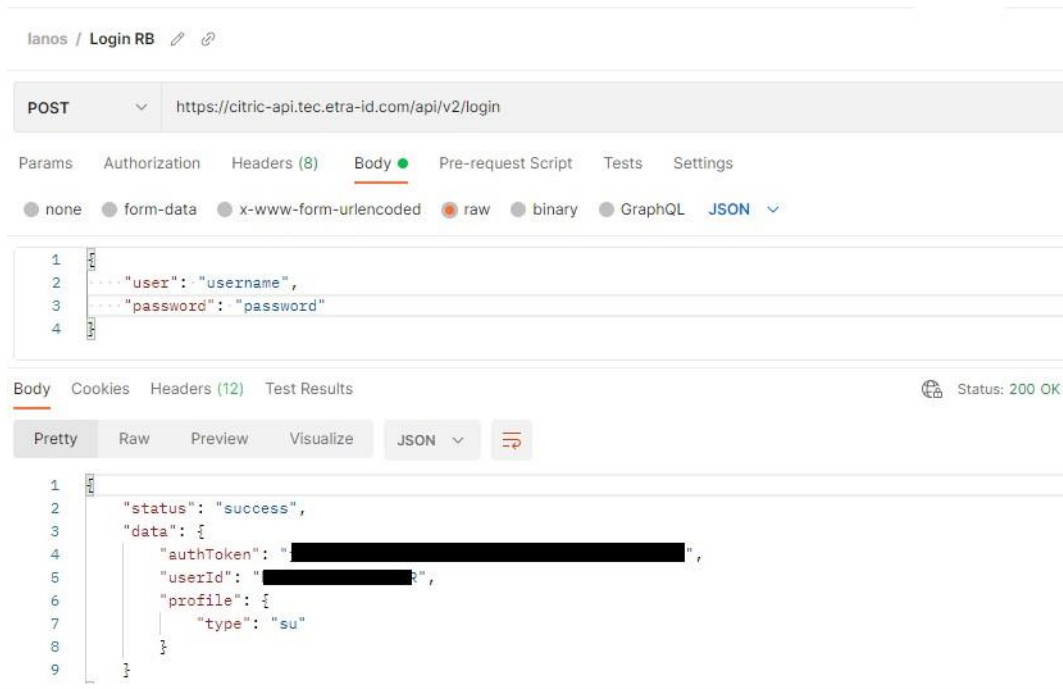 lanos / Login RB
POST https://citric-api.tec.etra-id.com/api/v2/login
Params Authorization Headers (8) Body Pre-request Script Tests Settings
none form-data x-www-form-urlencoded raw binary GraphQL JSON
1 {
2 "user": "username",
3 "password": "password"
4 }
Body Cookies Headers (12) Test Results Status: 200 OK
Pretty Raw Preview Visualize JSON
1 {
2 "status": "success",
3 "data": {
4 "authToken": " ",
5 "userId": " R",
6 "profile": {
7 "type": "su"
8 }
9 }